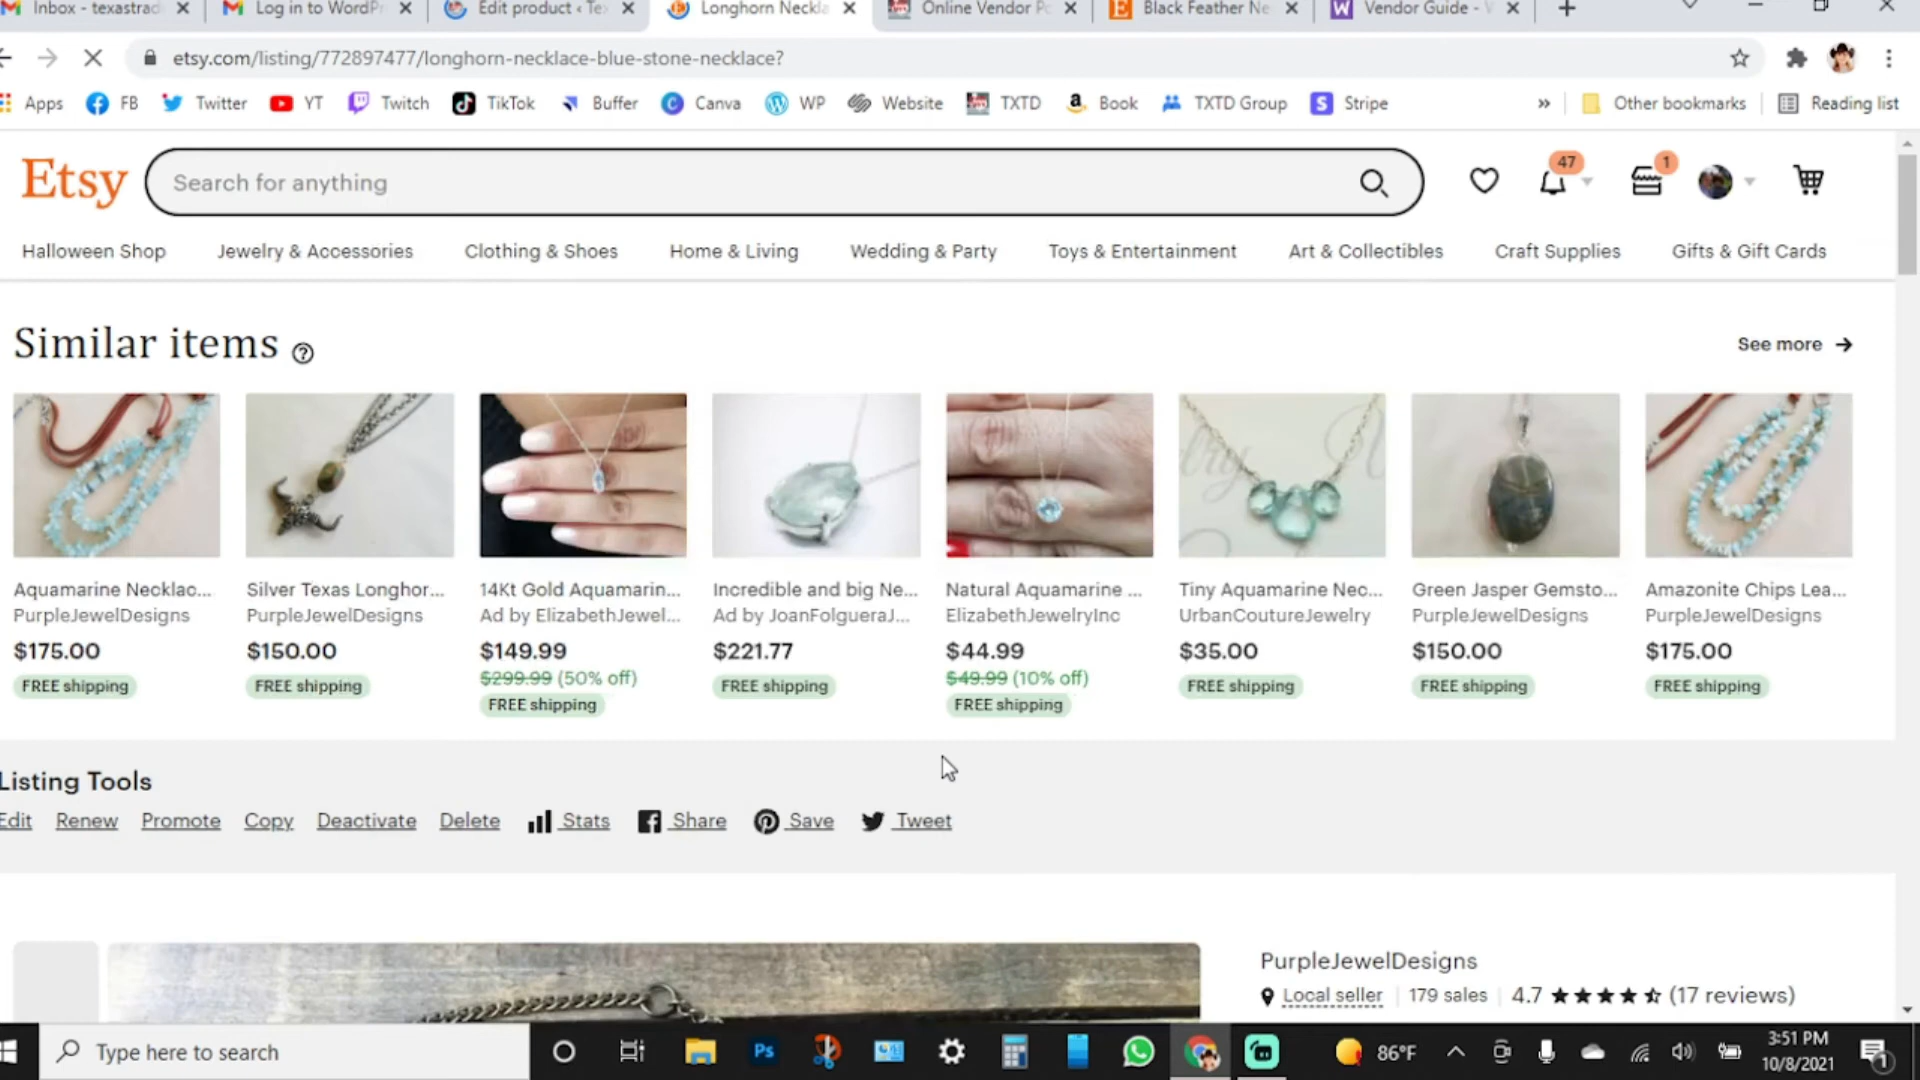 Inbox - texastrad
Log in to WordPr
Edit product ‹ Tex
Longhorn Neckla
Online Vendor Po
Black Feather Ne
Vendor Guide - W
etsy.com/listing/772897477/longhorn-necklace-blue-stone-necklace?
Apps FB Twitter YT Twitch TikTok Buffer Canva WP Website TXTD Book TXTD Group Stripe » Other bookmarks Reading list
Etsy
Search for anything
47
1
Halloween Shop Jewelry & Accessories Clothing & Shoes Home & Living Wedding & Party Toys & Entertainment Art & Collectibles Craft Supplies Gifts & Gift Cards
Similar items
See more →
Aquamarine Necklac...
PurpleJewelDesigns
$175.00
FREE shipping
Silver Texas Longhor...
PurpleJewelDesigns
$150.00
FREE shipping
14Kt Gold Aquamarin...
Ad by ElizabethJewel...
$149.99
$299.99 (50% off)
FREE shipping
Incredible and big Ne...
Ad by JoanFolgueraJ...
$221.77
FREE shipping
Natural Aquamarine ...
ElizabethJewelryInc
$44.99
$49.99 (10% off)
FREE shipping
Tiny Aquamarine Nec...
UrbanCoutureJewelry
$35.00
FREE shipping
Green Jasper Gemsto...
PurpleJewelDesigns
$150.00
FREE shipping
Amazonite Chips Lea...
PurpleJewelDesigns
$175.00
FREE shipping
Listing Tools
Edit Renew Promote Copy Deactivate Delete Stats Share Save Tweet
PurpleJewelDesigns
Local seller 179 sales 4.7 ★★★★ (17 reviews)
Type here to search
Ps
86°F
3:51 PM
10/8/2021
1